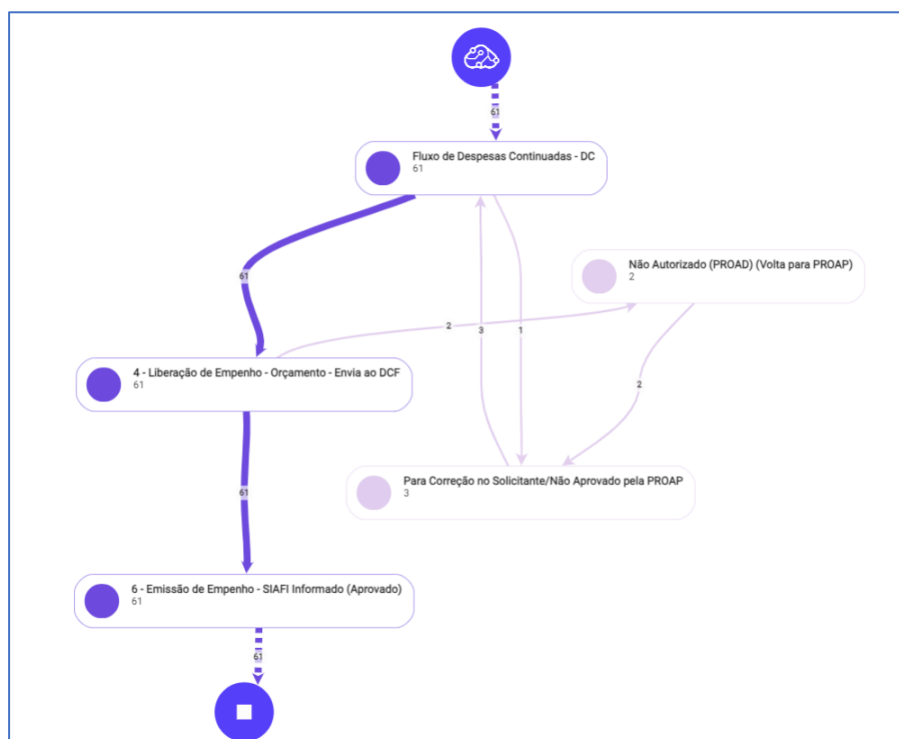 61
Fluxo de Despesas Continuadas - DC
61
61
Não Autorizado (PROAD) (Volta para PROAP)
2
2
3
1
4 - Liberação de Empenho - Orçamento - Envia ao DCF
61
2
61
Para Correção no Solicitante/Não Aprovado pela PROAP
3
6 - Emissão de Empenho - SIAFI Informado (Aprovado)
61
61